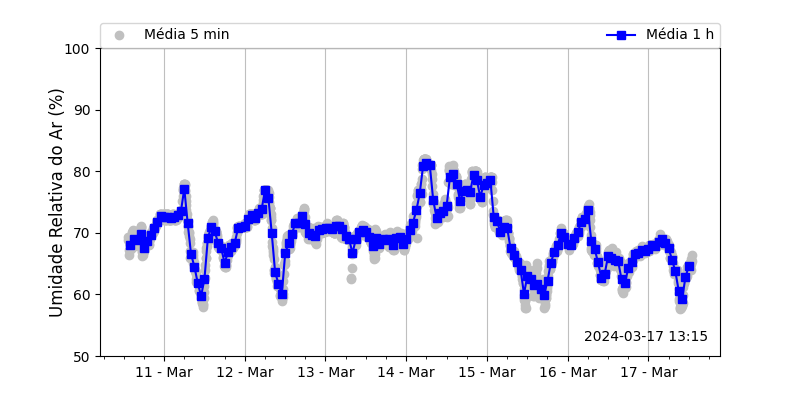 Média 5 min
Média 1 h
Umidade Relativa do Ar (%)
100
90
80
70
60
50
2024-03-17 13:15
11 - Mar
12 - Mar
13 - Mar
14 - Mar
15 - Mar
16 - Mar
17 - Mar